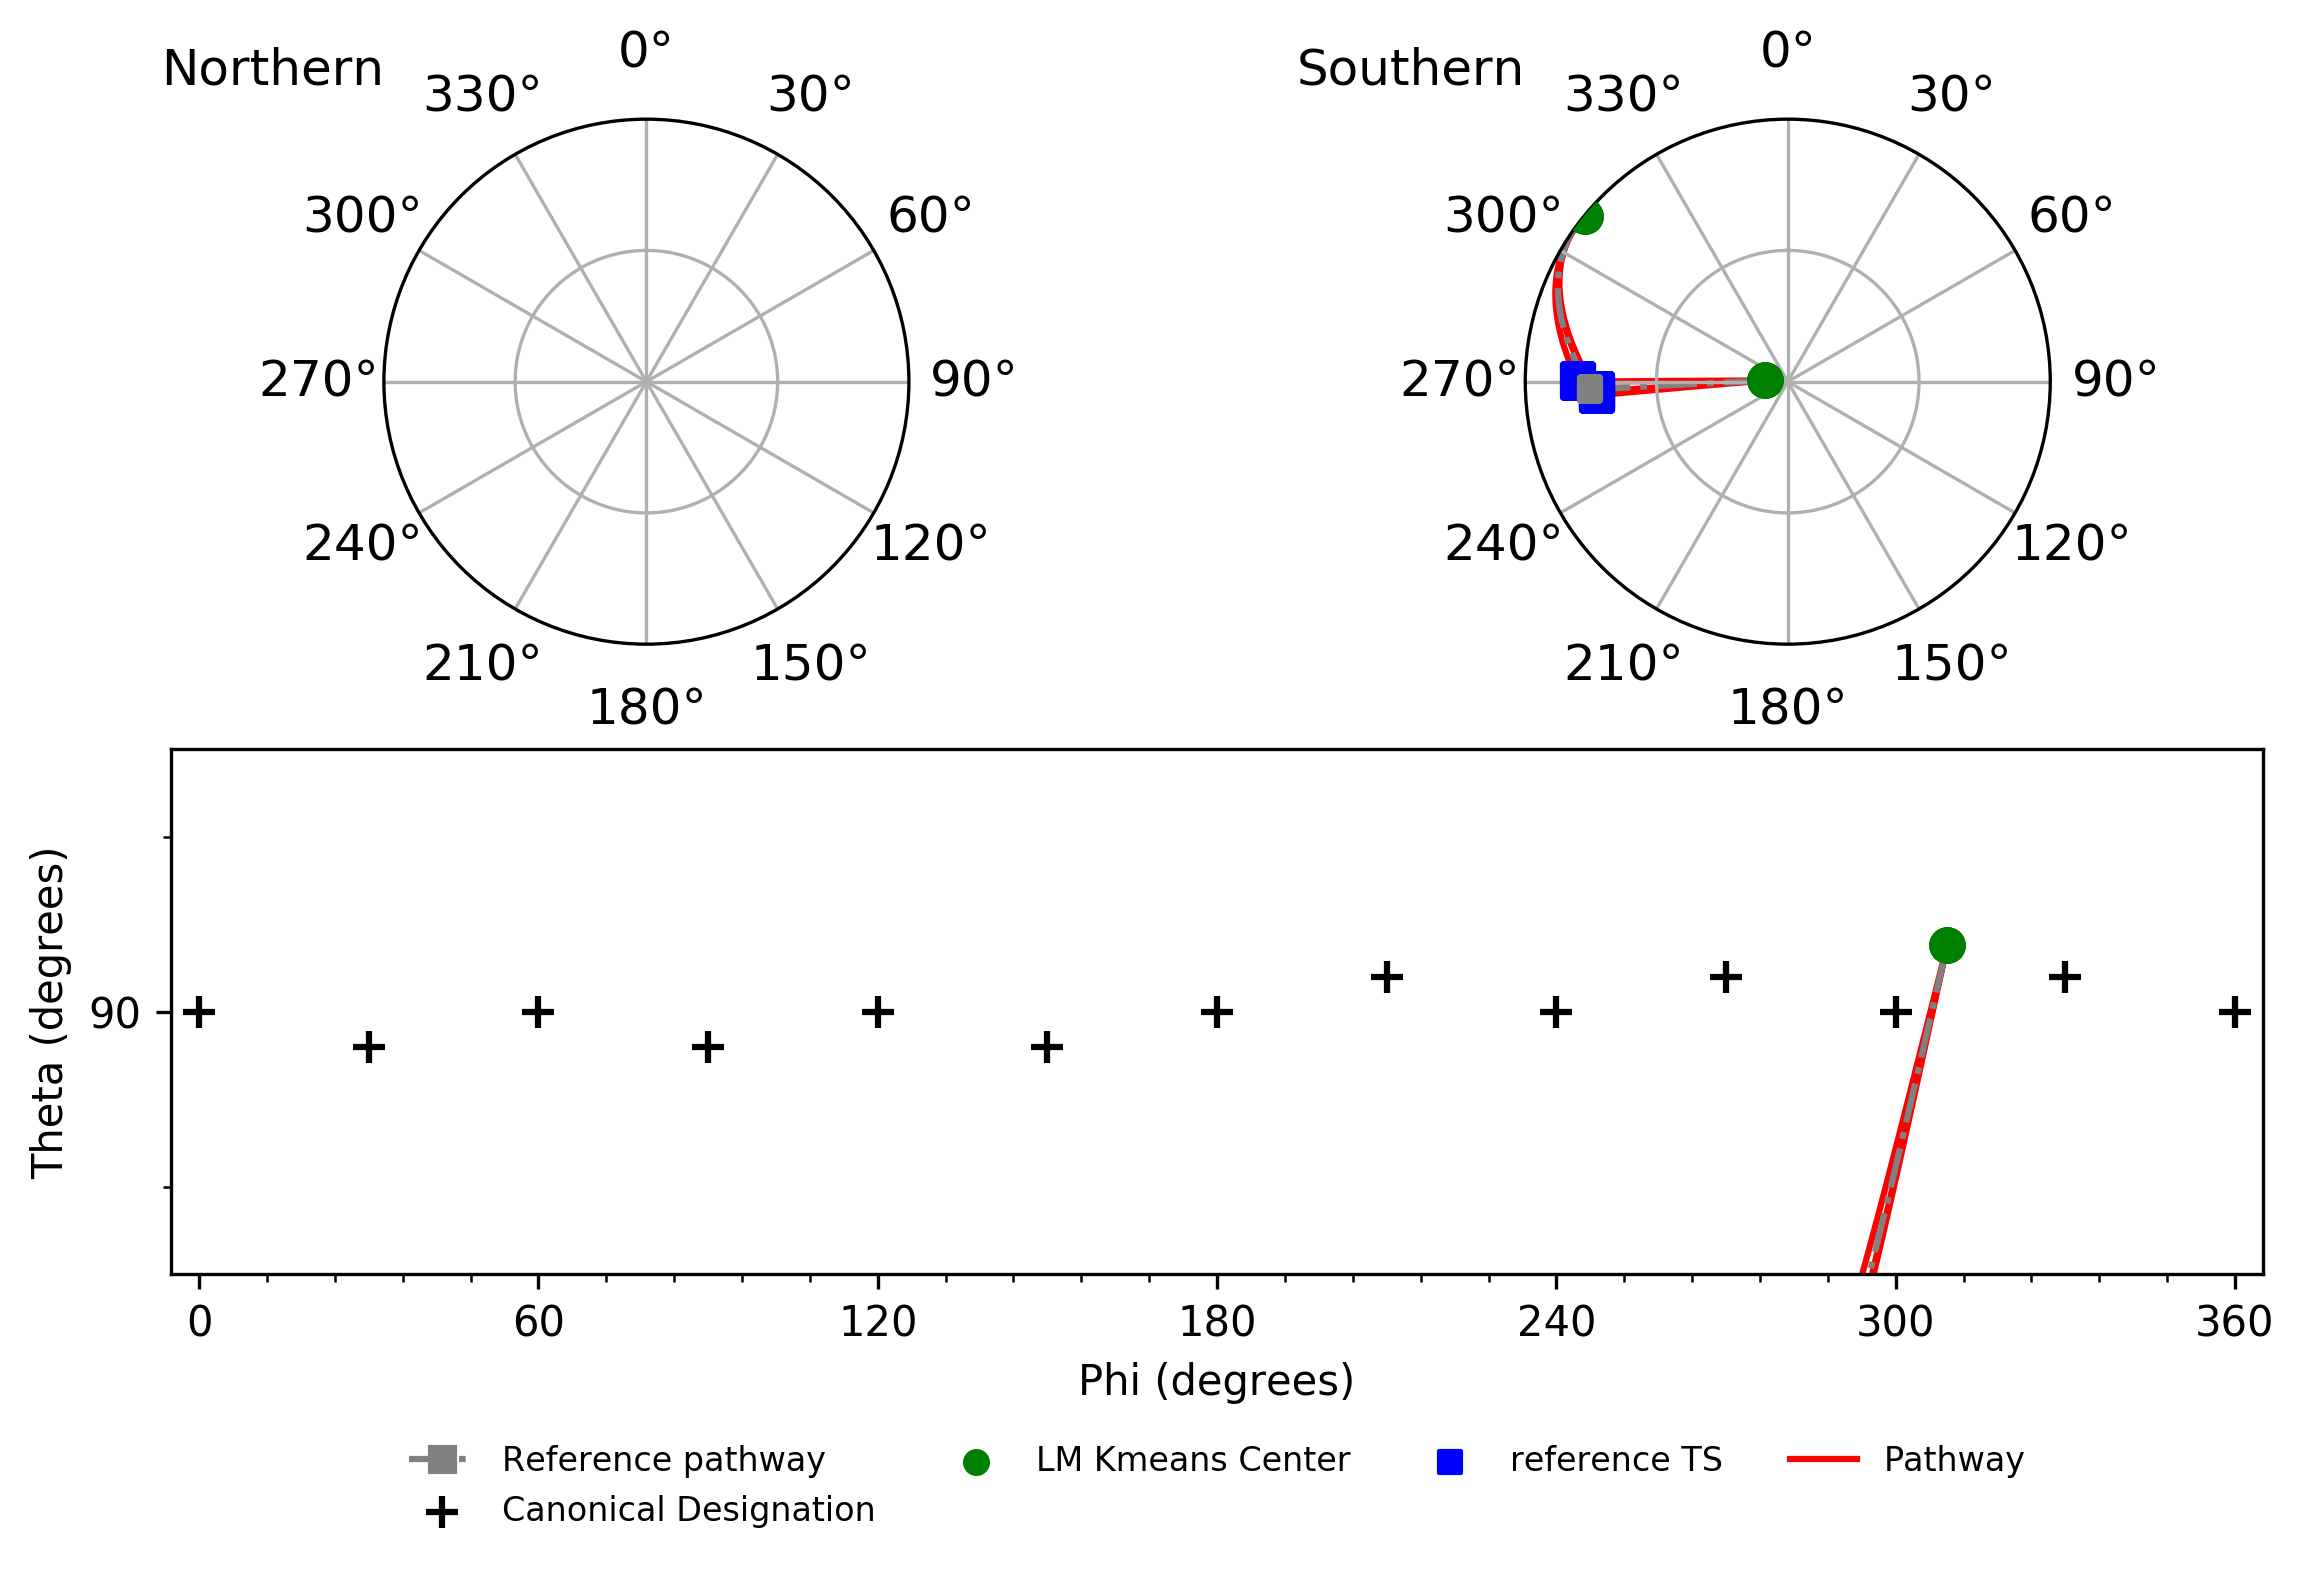 Northern
0°
330°
30°
300°
60°
270°
90°
240°
120°
210°
150°
180°
Southern
0°
330°
30°
300°
60°
270°
90°
240°
120°
210°
150°
180°
Theta (degrees)
90
0 60 120 180 240 300 360
Phi (degrees)
Reference pathway
LM Kmeans Center
reference TS
Pathway
Canonical Designation